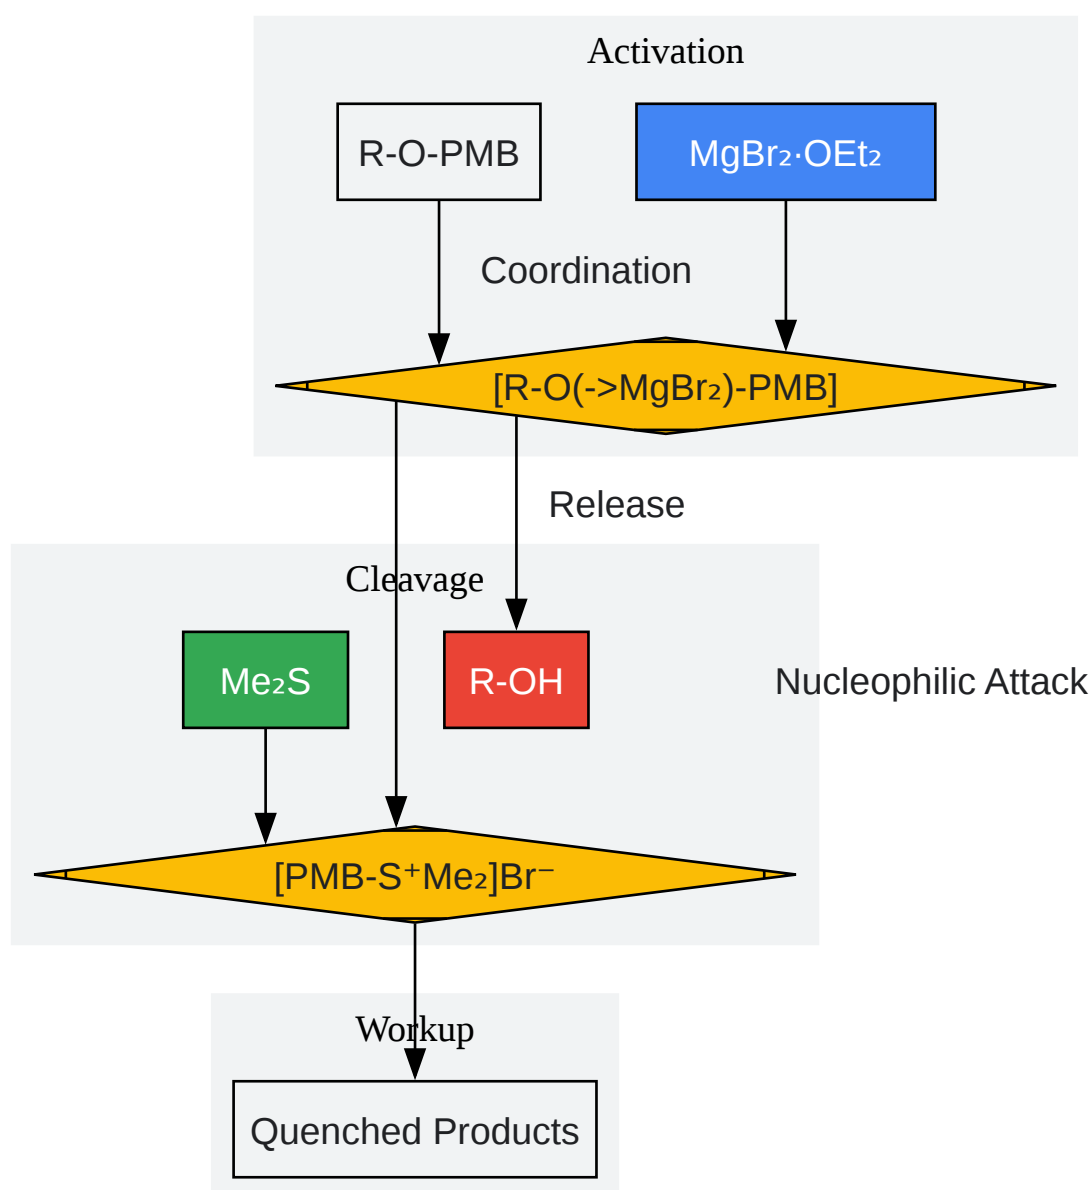 Activation
R-O-PMB
MgBr₂·OEt₂
Coordination
[R-O(->MgBr₂)-PMB]
Release
Cleavage
Me₂S
R-OH
Nucleophilic Attack
[PMB-S⁺Me₂]Br⁻
Workup
Quenched Products